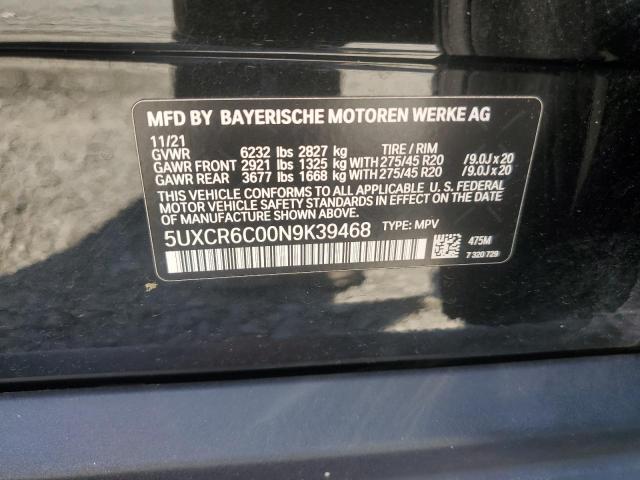 MFD BY BAYERISCHE MOTOREN WERKE AG
11/21
GVWR 6232 lbs 2827 kg TIRE / RIM
GAWR FRONT 2921 lbs 1325 kg WITH 275/45 R20 / 9.0J x 20
GAWR REAR 3677 lbs 1668 kg WITH 275/45 R20 / 9.0J x 20
THIS VEHICLE CONFORMS TO ALL APPLICABLE U. S. FEDERAL
MOTOR VEHICLE SAFETY STANDARDS IN EFFECT ON THE
DATE OF MANUFACTURE SHOWN ABOVE.
5UXCR6C00N9K39468 TYPE: MPV
475M
7 320 729